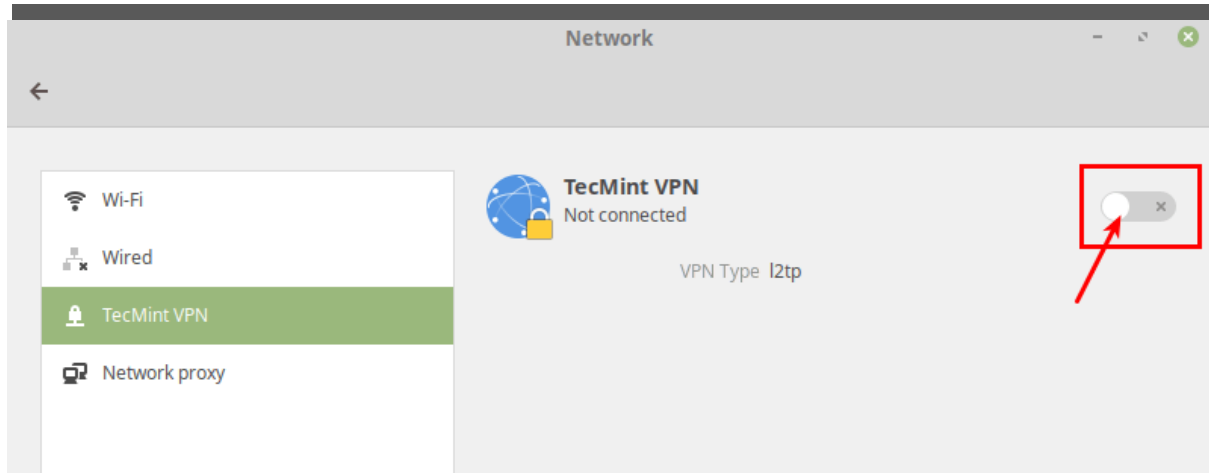 Network
Wi-Fi
Wired
TecMint VPN
Network proxy
TecMint VPN
Not connected
VPN Type l2tp